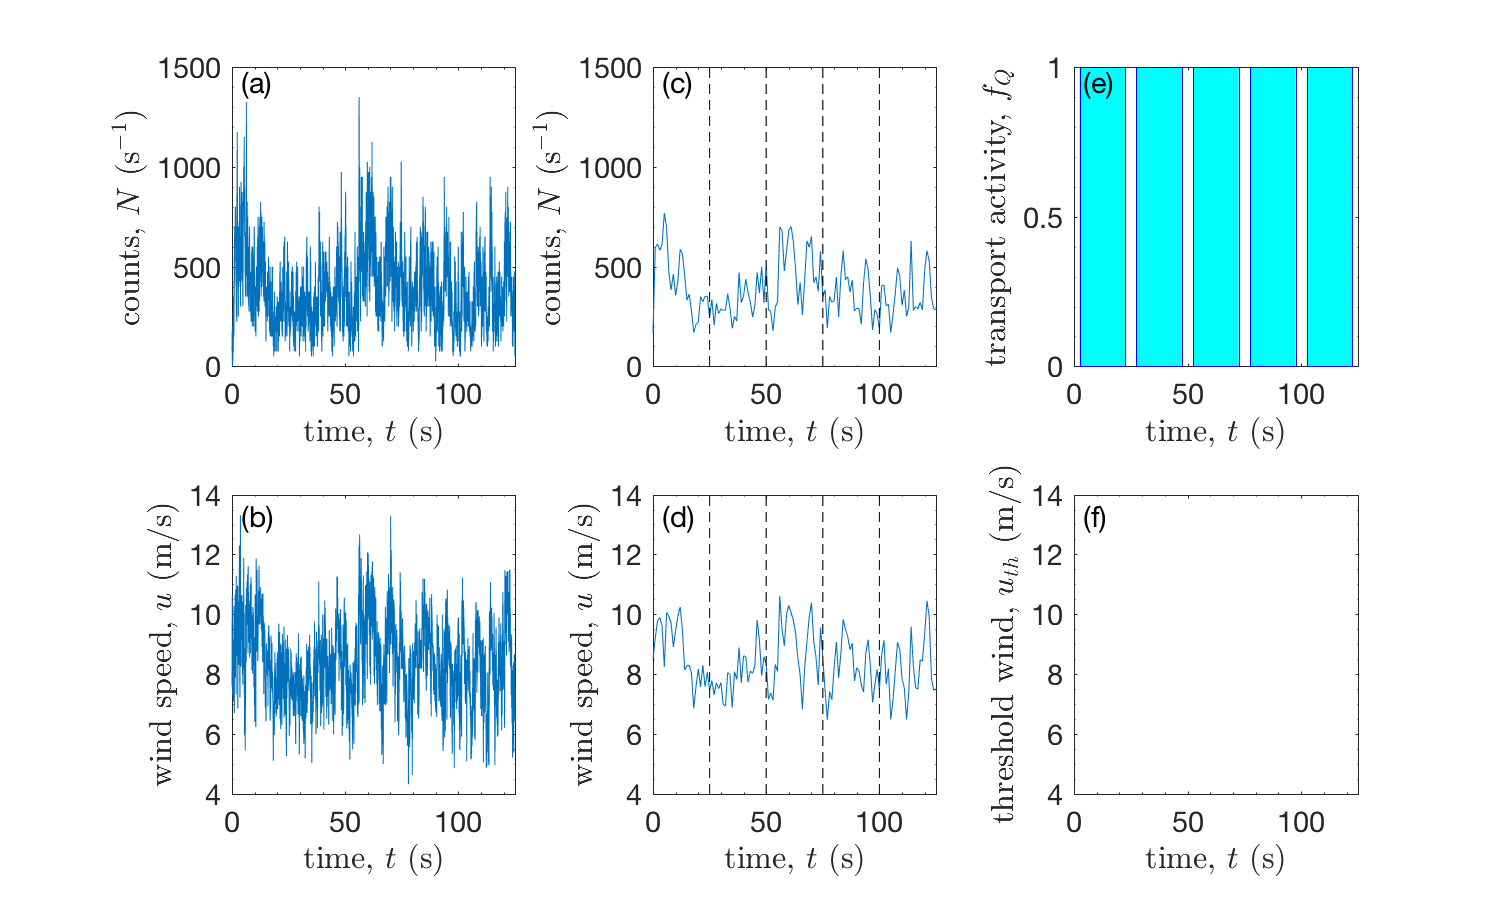 (a)
1500
1000
500
0
counts, N (s⁻¹)
0 50 100
time, t (s)
(c)
1500
1000
500
0
counts, N (s⁻¹)
0 50 100
time, t (s)
(e)
1
0.5
0
transport activity, f_Q
0 50 100
time, t (s)
(b)
14
12
10
8
6
4
wind speed, u (m/s)
0 50 100
time, t (s)
(d)
14
12
10
8
6
4
wind speed, u (m/s)
0 50 100
time, t (s)
(f)
14
12
10
8
6
4
threshold wind, u_th (m/s)
0 50 100
time, t (s)